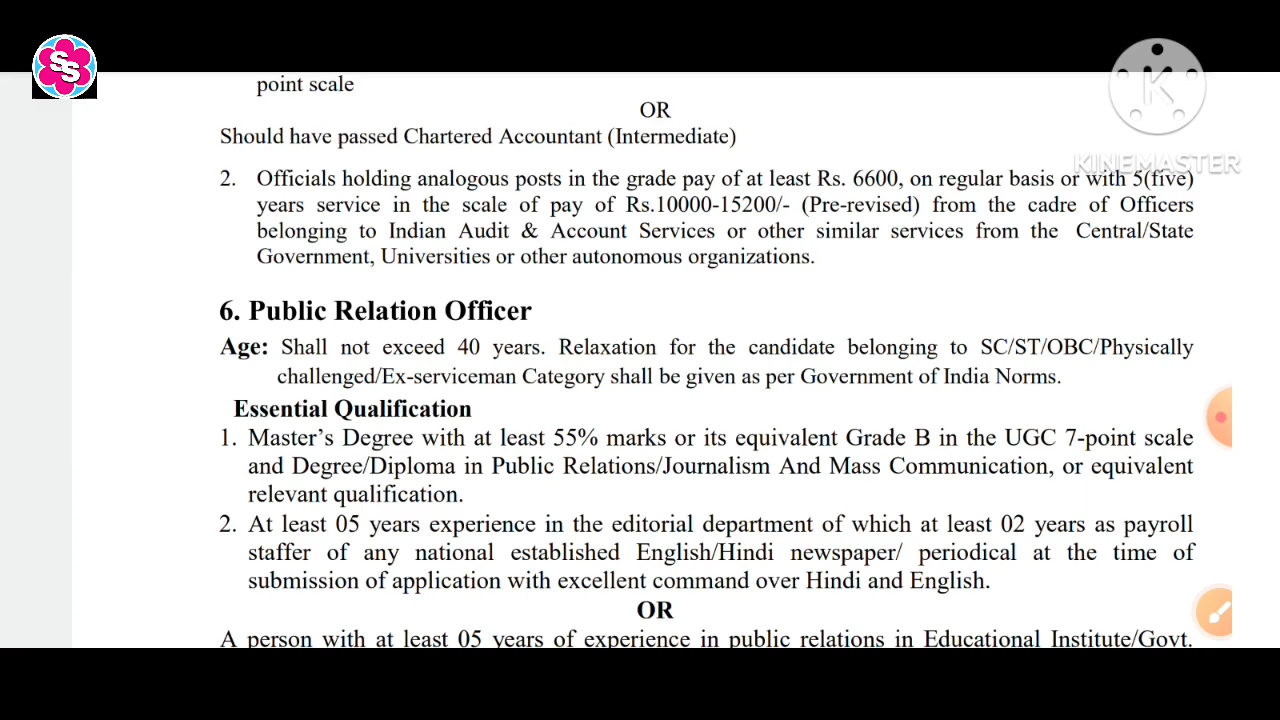 SS
K
KINEMASTER
point scale
OR
Should have passed Chartered Accountant (Intermediate)
2. Officials holding analogous posts in the grade pay of at least Rs. 6600, on regular basis or with 5(five)
years service in the scale of pay of Rs.10000-15200/- (Pre-revised) from the cadre of Officers
belonging to Indian Audit & Account Services or other similar services from the Central/State
Government, Universities or other autonomous organizations.
6. Public Relation Officer
Age: Shall not exceed 40 years. Relaxation for the candidate belonging to SC/ST/OBC/Physically
challenged/Ex-serviceman Category shall be given as per Government of India Norms.
Essential Qualification
1. Master's Degree with at least 55% marks or its equivalent Grade B in the UGC 7-point scale
and Degree/Diploma in Public Relations/Journalism And Mass Communication, or equivalent
relevant qualification.
2. At least 05 years experience in the editorial department of which at least 02 years as payroll
staffer of any national established English/Hindi newspaper/ periodical at the time of
submission of application with excellent command over Hindi and English.
OR
A person with at least 05 years of experience in public relations in Educational Institute/Govt.